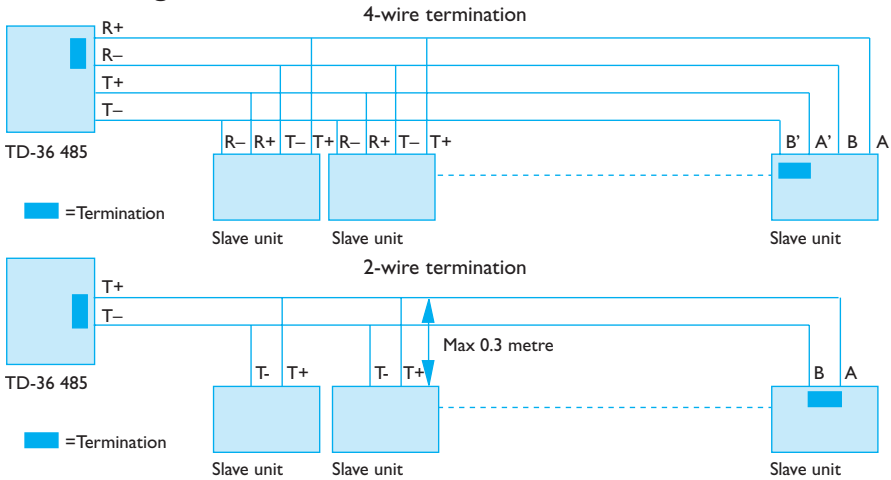 4-wire termination
R+
R–
T+
T–
TD-36 485
R– R+ T– T+ R– R+ T– T+
B' A' B A
=Termination
Slave unit Slave unit Slave unit
2-wire termination
T+
T–
Max 0.3 metre
T- T+ T- T+ B A
TD-36 485
=Termination
Slave unit Slave unit Slave unit